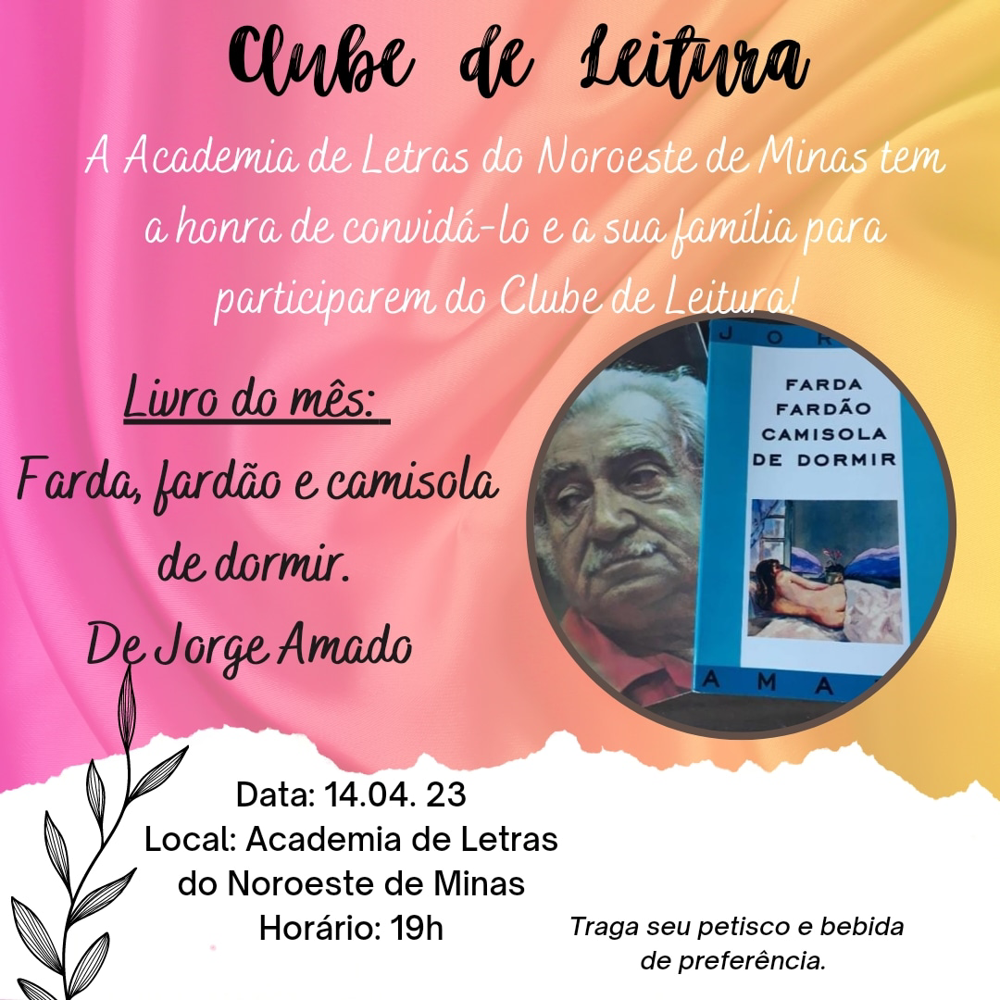 Clube de Leitura
A Academia de Letras do Noroeste de Minas tem
a honra de convidá-lo e a sua família para
participarem do Clube de Leitura!
Livro do mês:
Farda, fardão e camisola
de dormir.
De Jorge Amado
J O R
FARDA
FARDÃO
CAMISOLA
DE DORMIR
A M A
Data: 14.04. 23
Local: Academia de Letras
do Noroeste de Minas
Horário: 19h
Traga seu petisco e bebida
de preferência.